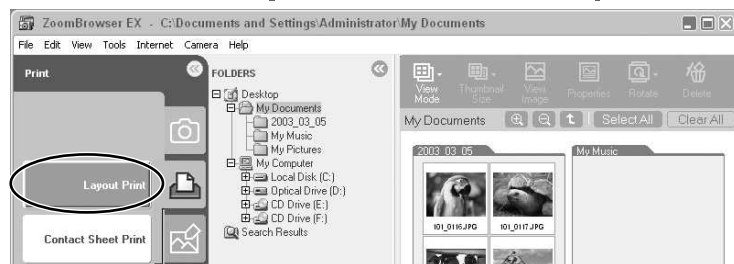 ZoomBrowser EX - C:\Documents and Settings\Administrator\My Documents
File Edit View Tools Internet Camera Help
Print
FOLDERS
Desktop
My Documents
2003_03_05
My Music
My Pictures
My Computer
Local Disk (C:)
Optical Drive (D:)
CD Drive (E:)
CD Drive (F:)
Search Results
Layout Print
Contact Sheet Print
View Mode
Thumbnail Size
View Image
Properties
Rotate
Delete
My Documents
Select All
Clear All
2003_03_05
My Music
101_0116.JPG
101_0117.JPG